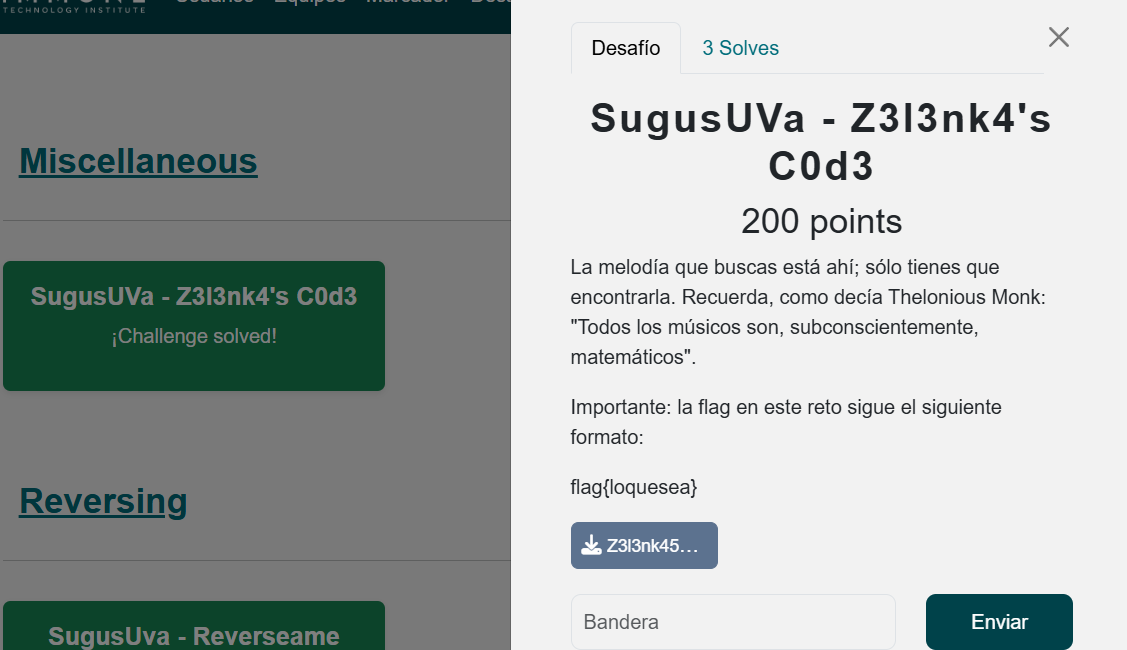 TECHNOLOGY INSTITUTE
Usuarios Equipos Marcador
Miscellaneous
SugusUVa - Z3l3nk4's C0d3
¡Challenge solved!
Reversing
SugusUva - Reverseame
Desafío
3 Solves
SugusUVa - Z3l3nk4's
C0d3
200 points
La melodía que buscas está ahí; sólo tienes que
encontrarla. Recuerda, como decía Thelonious Monk:
"Todos los músicos son, subconscientemente,
matemáticos".
Importante: la flag en este reto sigue el siguiente
formato:
flag{loquesea}
Z3l3nk45…
Bandera
Enviar